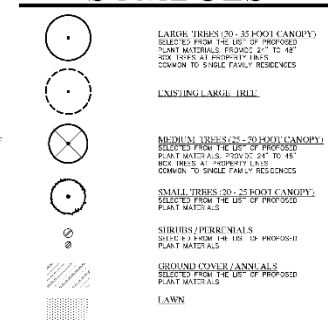 LARGE TREES (30 - 35 FOOT CANOPY)
SELECTED FROM THE LIST OF PROPOSED
PLANT MATERIALS. PROVIDE 24" TO 48"
BOX TREES AT PROPERTY LINES
COMMON TO SINGLE FAMILY RESIDENCES
EXISTING LARGE TREE
MEDIUM TREES (25 - 30 FOOT CANOPY)
SELECTED FROM THE LIST OF PROPOSED
PLANT MATERIALS. PROVIDE 24" TO 48"
BOX TREES AT PROPERTY LINES
COMMON TO SINGLE FAMILY RESIDENCES
SMALL TREES (20 - 25 FOOT CANOPY)
SELECTED FROM THE LIST OF PROPOSED
PLANT MATERIALS
SHRUBS / PERRENIALS
SELECTED FROM THE LIST OF PROPOSED
PLANT MATERIALS
GROUND COVER / ANNUALS
SELECTED FROM THE LIST OF PROPOSED
PLANT MATERIALS
LAWN